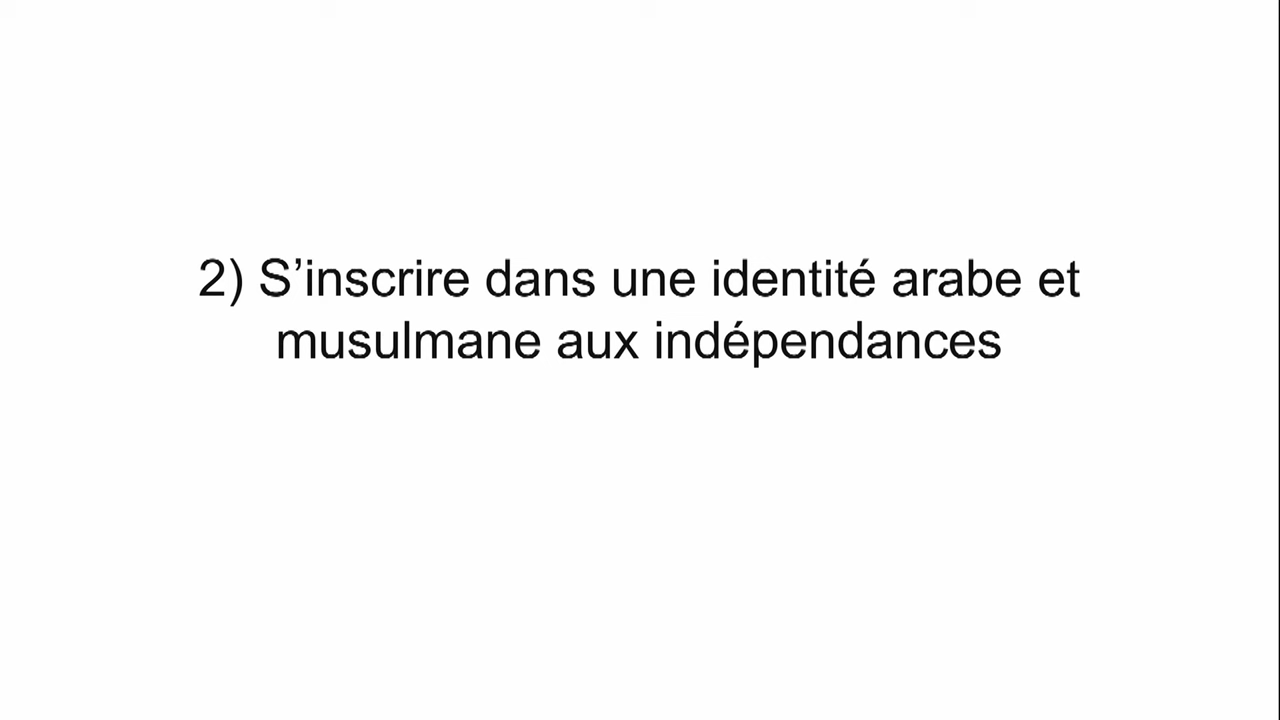 2) S’inscrire dans une identité arabe et
musulmane aux indépendances